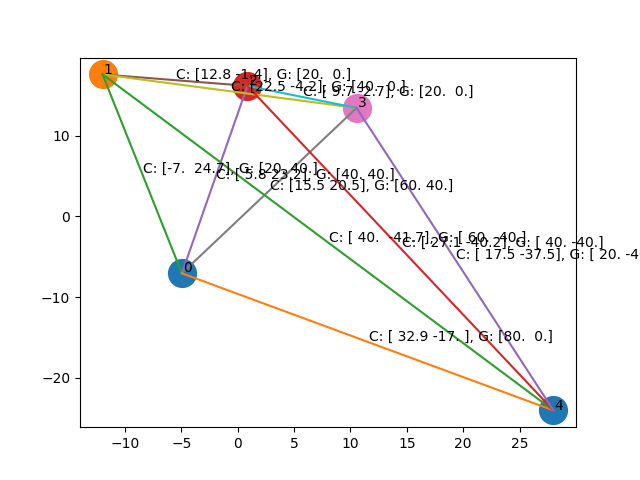 1
C: [12.8 -1.4], G: [20. 0.]
2
C: [22.5 -4.2], G: [40. 0.]
C: [ 9.7 -2.7], G: [20. 0.]
3
10
C: [-7. 24.7], G: [20. 40.]
C: [ 5.8 23.2], G: [40. 40.]
C: [15.5 20.5], G: [60. 40.]
0
C: [ 40. -41.7], G: [ 60. -40.]
C: [ 27.1 -40.2], G: [ 40. -40.]
C: [ 17.5 -37.5], G: [ 20. -4
0
−10
C: [ 32.9 -17. ], G: [80. 0.]
−20
4
−10 −5 0 5 10 15 20 25